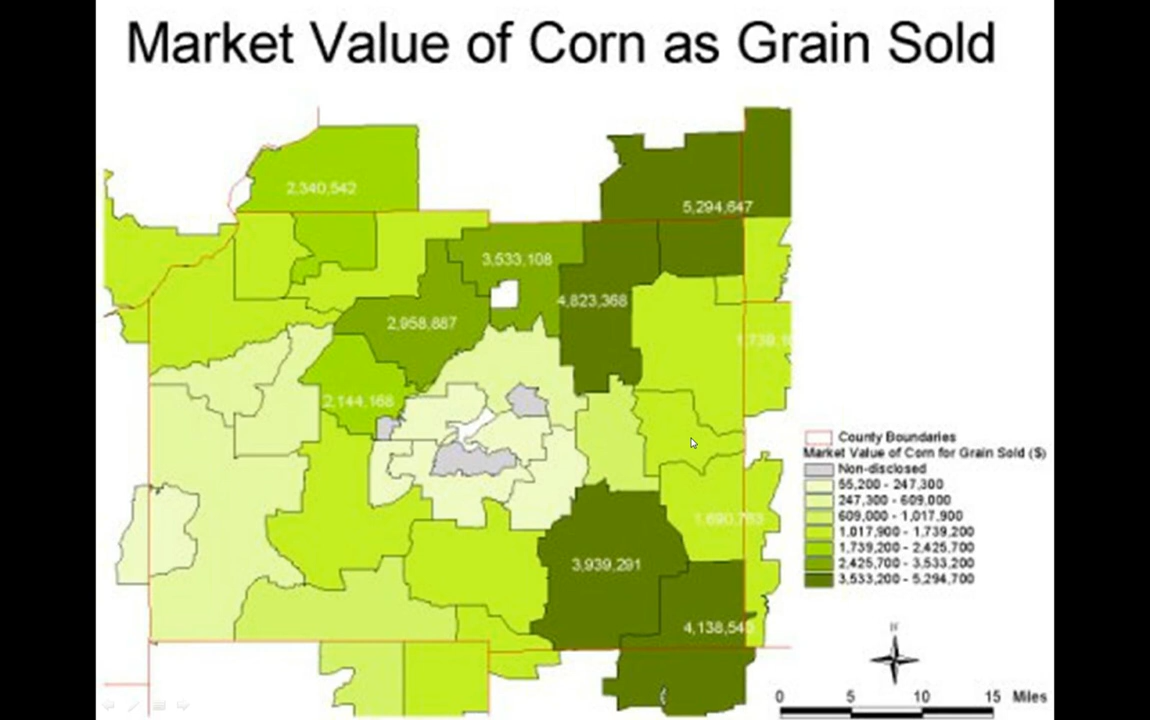 Market Value of Corn as Grain Sold
2,340,542
5,294,647
3,533,108
4,823,368
2,958,887
2,144,168
County Boundaries
Market Value of Corn for Grain Sold ($)
Non-disclosed
55,200 - 247,300
247,300 - 609,000
609,000 - 1,017,900
1,017,900 - 1,739,200
1,739,200 - 2,425,700
2,425,700 - 3,533,200
3,533,200 - 5,294,700
3,939,291
N
0 5 10 15 Miles